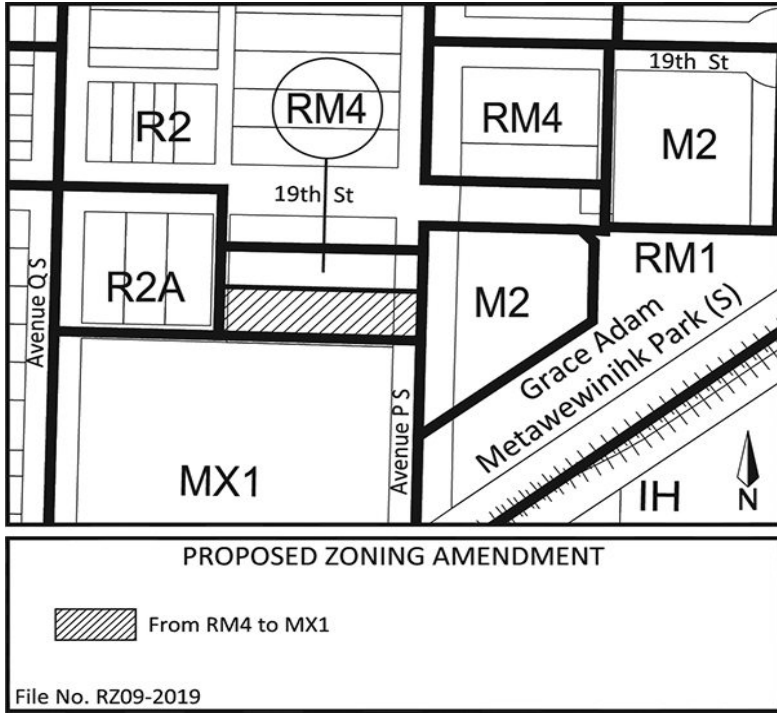 19th St
R2
RM4
RM4
M2
19th St
R2A
M2
RM1
Avenue Q S
Grace Adam
Metawewinihk Park (S)
Avenue P S
MX1
IH
N
PROPOSED ZONING AMENDMENT
From RM4 to MX1
File No. RZ09-2019